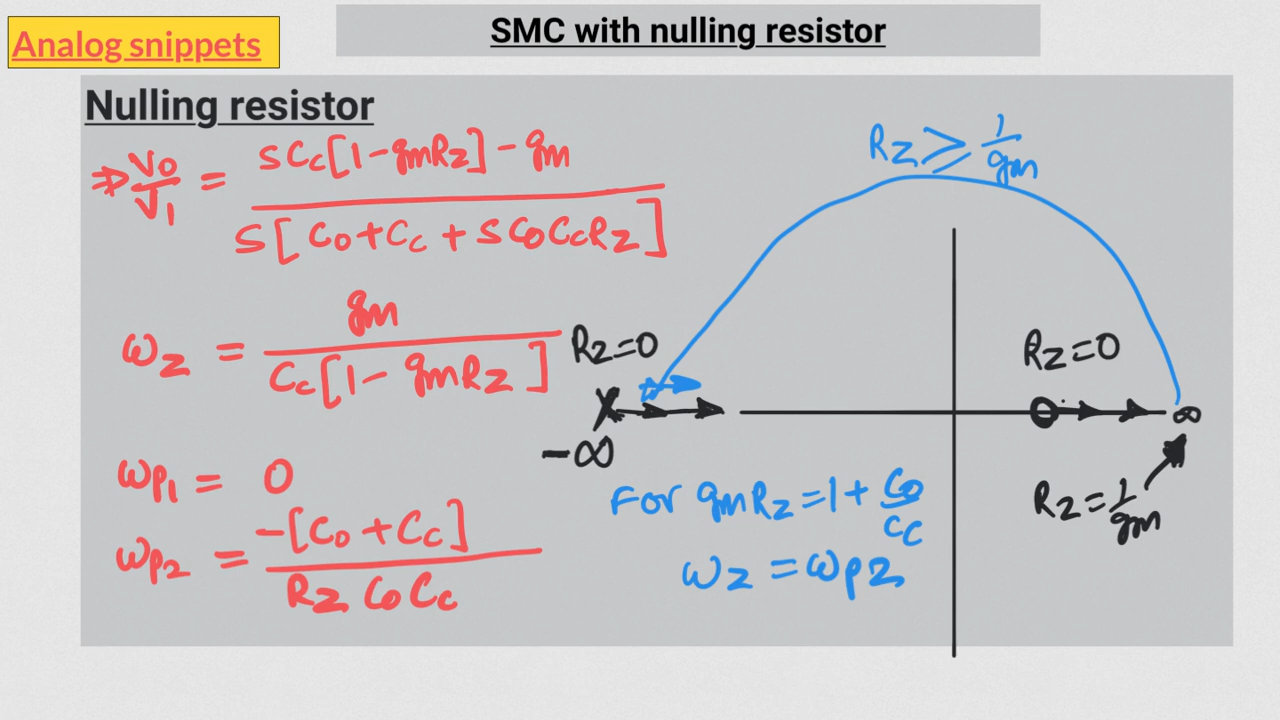 Analog snippets
SMC with nulling resistor
Nulling resistor
⇒ Vo/V1 = sCc[1-gmRz]-gm / s[Co+Cc+sCoCcRz]
ωz = gm / Cc[1-gmRz]
ωp1 = 0
ωp2 = -[Co+Cc] / Rz CoCc
Rz ⩾ 1/gm
Rz=0
X
-∞
Rz=0
∞
Rz=1/gm
For gmRz=1+Co/Cc
ωz=ωp2